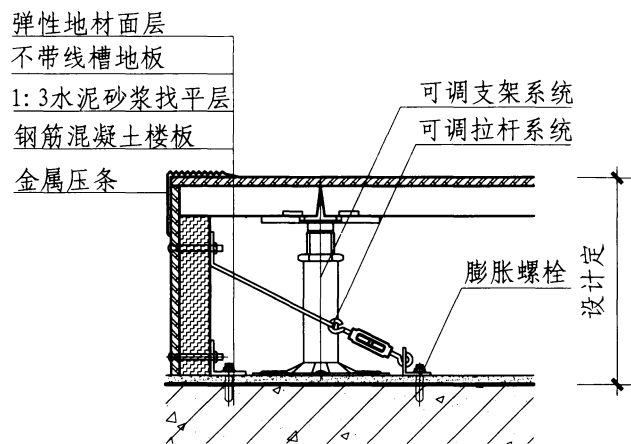 弹性地材面层
不带线槽地板
1:3水泥砂浆找平层
钢筋混凝土楼板
金属压条
可调支架系统
可调拉杆系统
膨胀螺栓
设计定